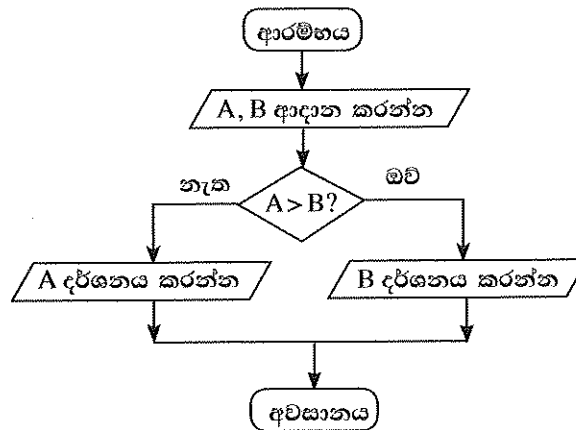 ආරම්භය
A, B ආදාන කරන්න
නැත
ඔව්
A > B?
A දර්ශනය කරන්න
B දර්ශනය කරන්න
අවසානය